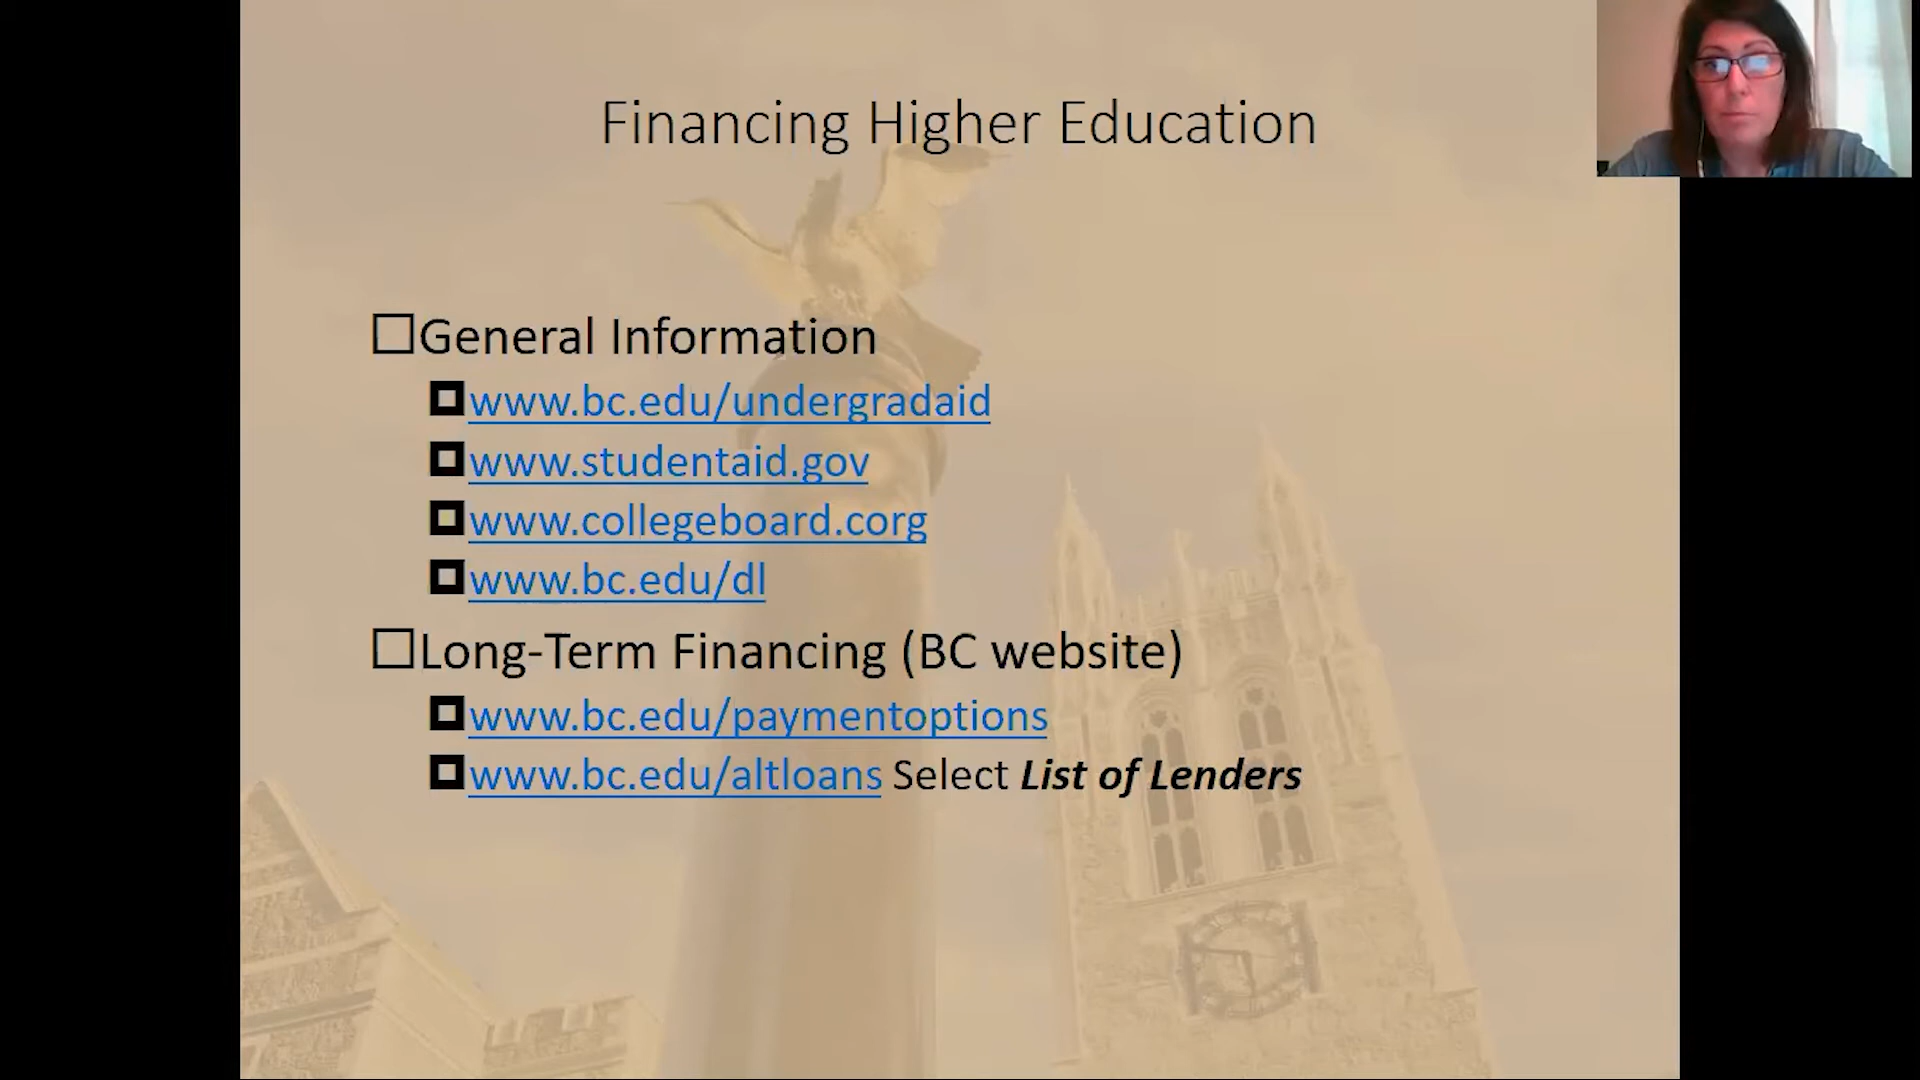 Financing Higher Education
General Information
www.bc.edu/undergradaid
www.studentaid.gov
www.collegeboard.corg
www.bc.edu/dl
Long-Term Financing (BC website)
www.bc.edu/paymentoptions
www.bc.edu/altloans Select List of Lenders